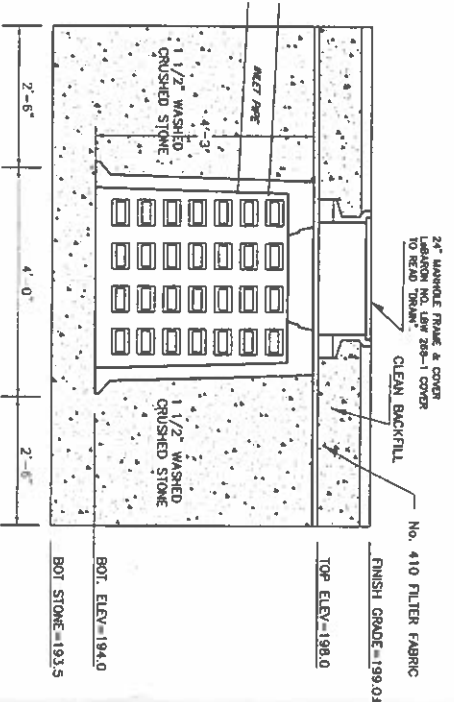 24" MANHOLE FRAME & COVER
LeBARON NO. LBW 268-1 COVER
TO READ "DRAIN"
CLEAN BACKFILL
No. 410 FILTER FABRIC
FINISH GRADE=199.0±
TOP ELEV=198.0
INLET PIPE
1 1/2" WASHED
CRUSHED STONE
4'-3"
1 1/2" WASHED
CRUSHED STONE
BOT. ELEV=194.0
BOT STONE=193.5
2'-6"
4'-0"
2'-6"